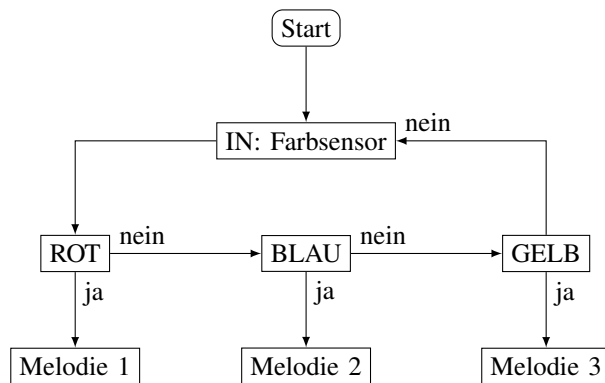 Start
IN: Farbsensor
nein
ROT
nein
BLAU
nein
GELB
ja
ja
ja
Melodie 1
Melodie 2
Melodie 3